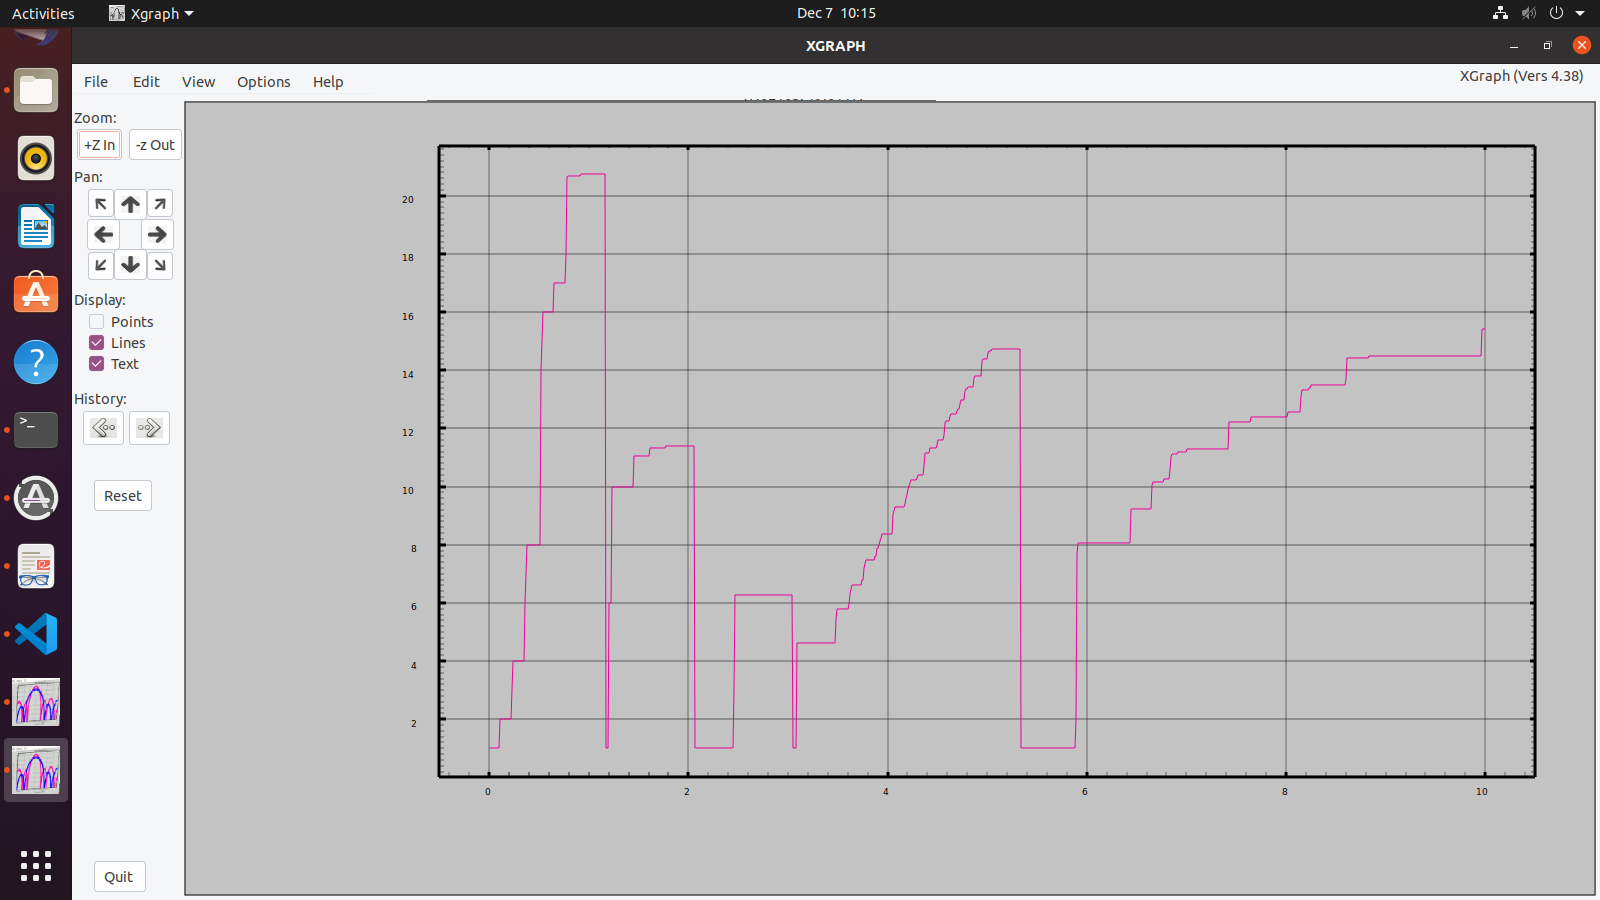 Activities Xgraph Dec 7 10:15
XGRAPH
File Edit View Options Help XGraph (Vers 4.38)
Zoom:
+Z In -z Out
Pan:
Display:
Points
Lines
Text
History:
Reset
Quit
20
18
16
14
12
10
8
6
4
2
0 2 4 6 8 10